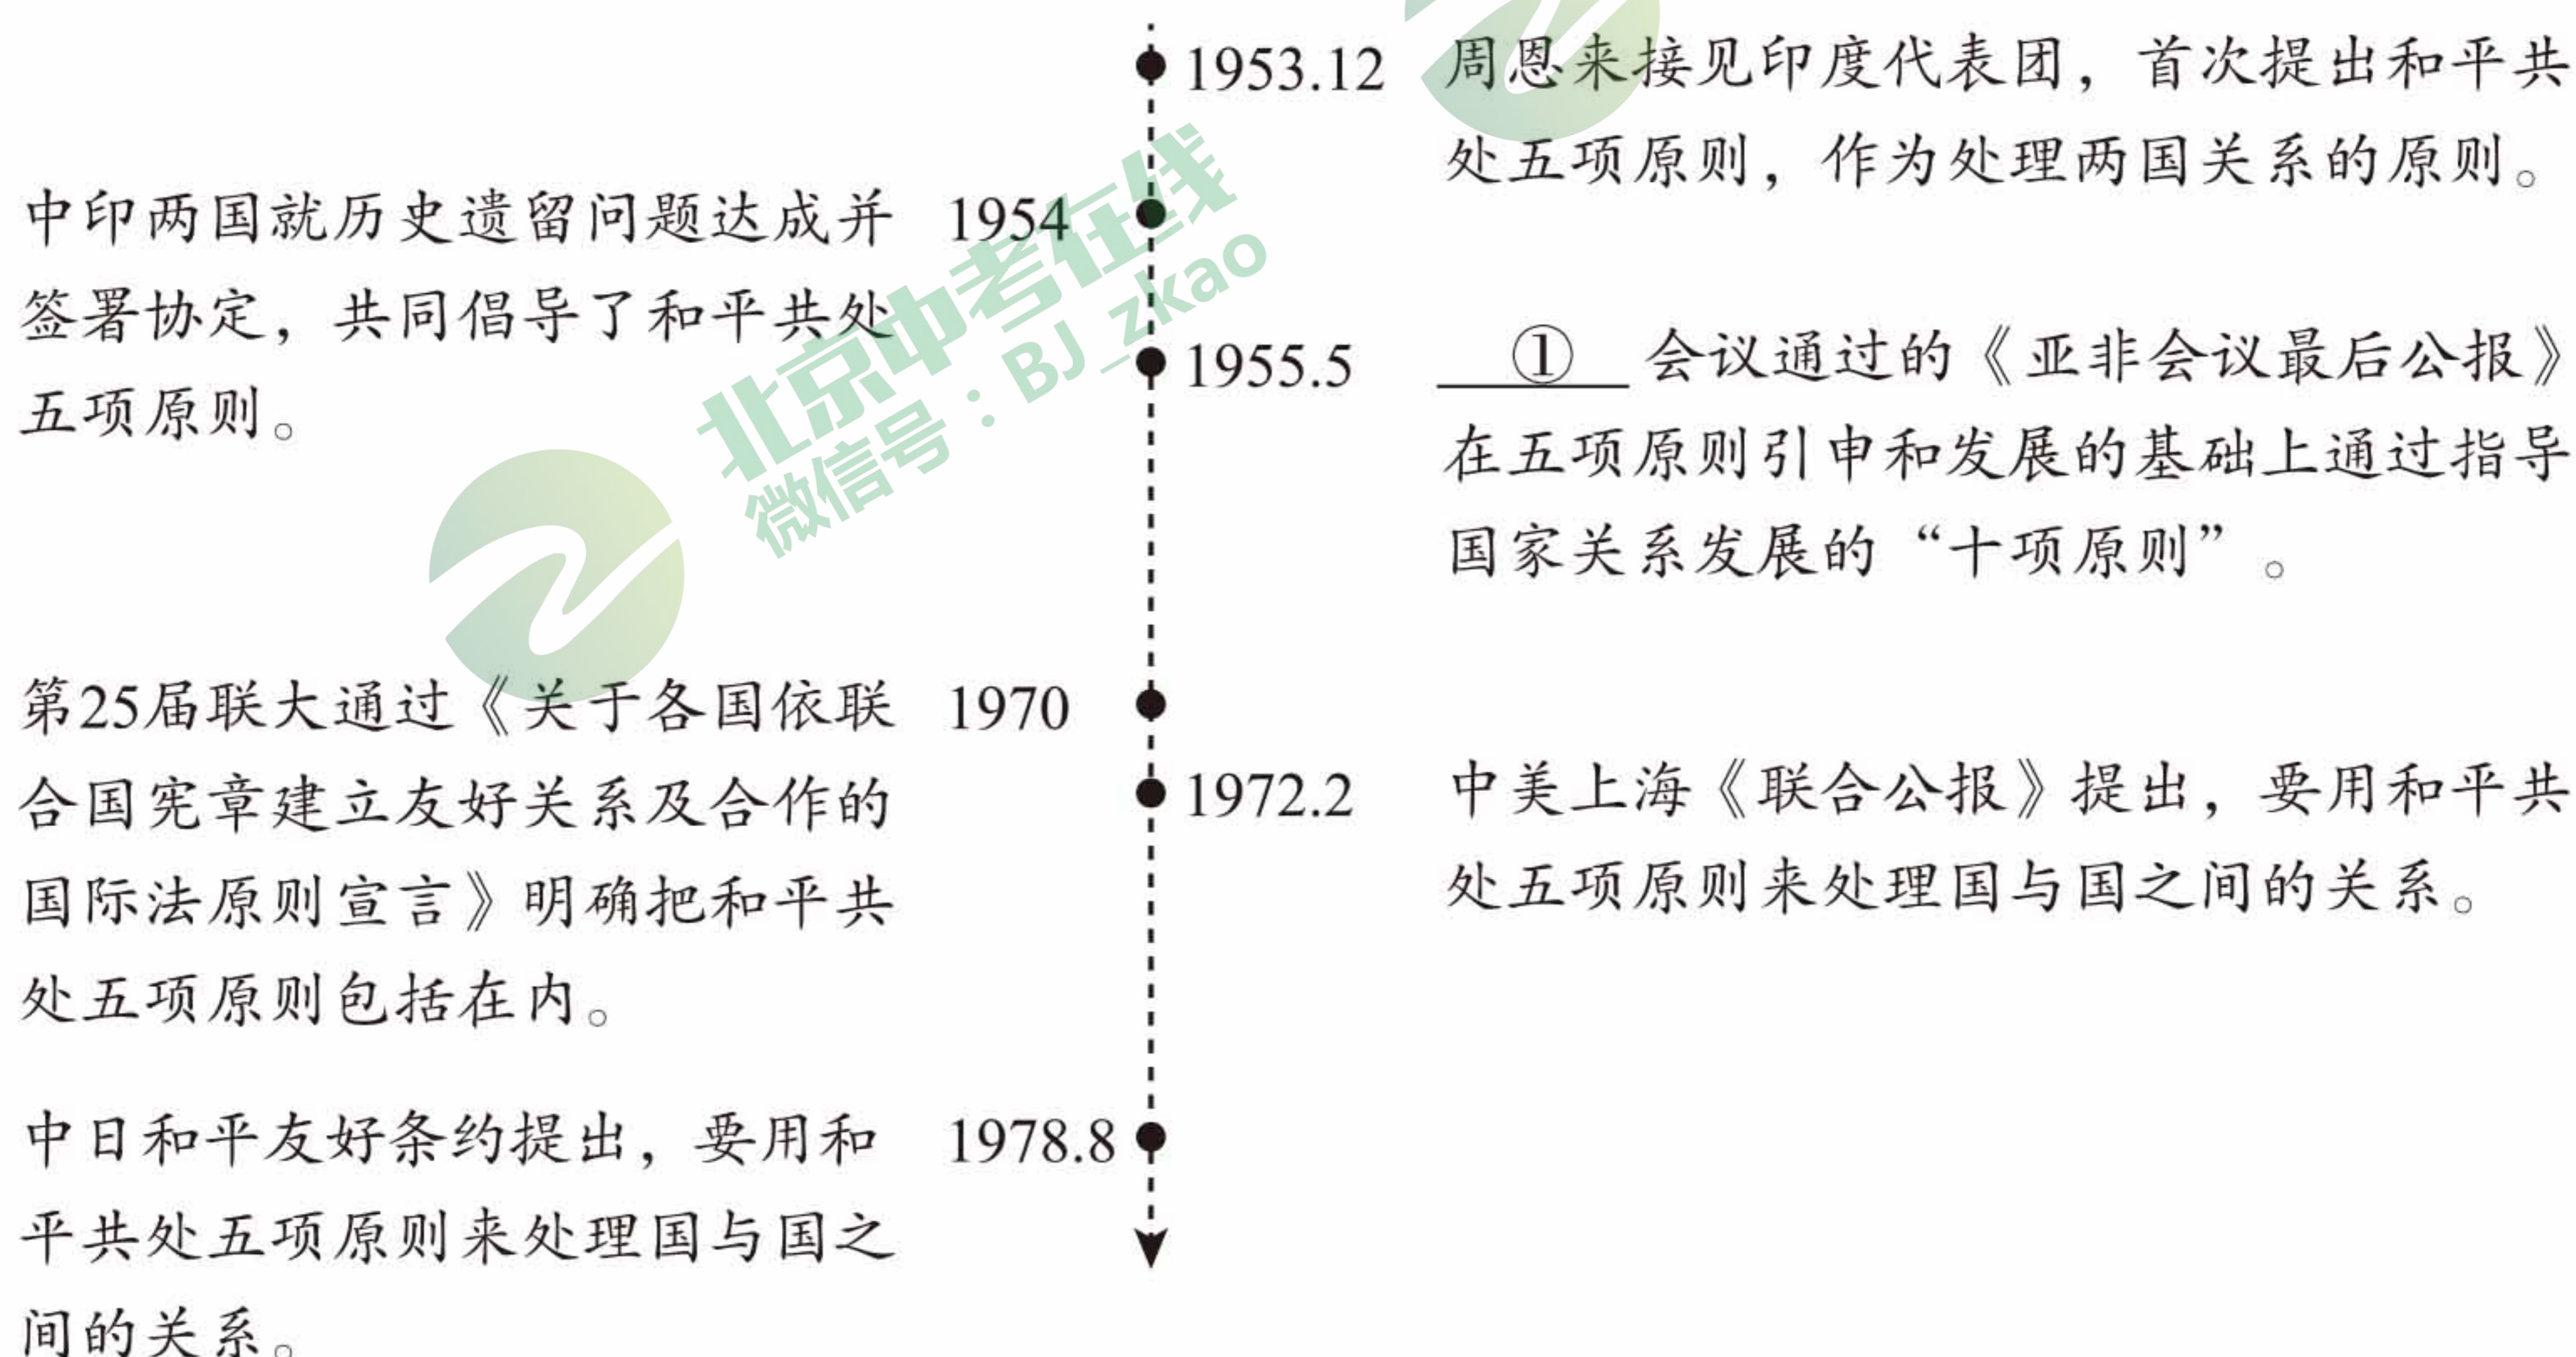 1953.12 周恩来接见印度代表团，首次提出和平共
处五项原则，作为处理两国关系的原则。
中印两国就历史遗留问题达成并 1954
签署协定，共同倡导了和平共处
五项原则。
1955.5 ① 会议通过的《亚非会议最后公报》
在五项原则引申和发展的基础上通过指导
国家关系发展的“十项原则”。
第25届联大通过《关于各国依联 1970
合国宪章建立友好关系及合作的
国际法原则宣言》明确把和平共
处五项原则包括在内。
1972.2 中美上海《联合公报》提出，要用和平共
处五项原则来处理国与国之间的关系。
中日和平友好条约提出，要用和 1978.8
平共处五项原则来处理国与国之
间的关系。
北京中考在线
微信号：BJ_zkao